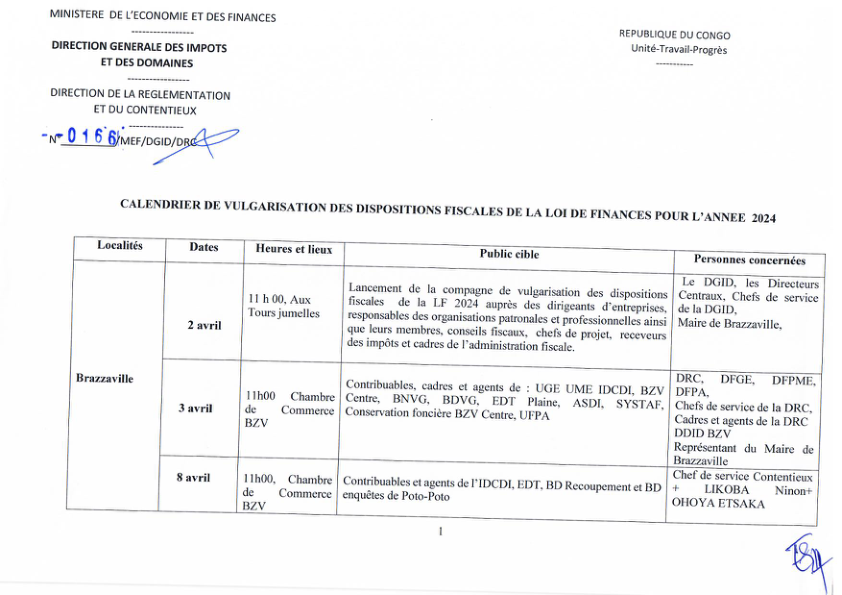 MINISTERE DE L'ECONOMIE ET DES FINANCES
-----------------
DIRECTION GENERALE DES IMPOTS
ET DES DOMAINES
-----------------
DIRECTION DE LA REGLEMENTATION
ET DU CONTENTIEUX
---------------
N° 0166/MEF/DGID/DRC
REPUBLIQUE DU CONGO
Unité-Travail-Progrès
-----------
CALENDRIER DE VULGARISATION DES DISPOSITIONS FISCALES DE LA LOI DE FINANCES POUR L'ANNEE 2024
Localités
Dates
Heures et lieux
Public cible
Personnes concernées
Brazzaville
2 avril
11 h 00, Aux
Tours jumelles
Lancement de la compagne de vulgarisation des dispositions
fiscales de la LF 2024 auprès des dirigeants d'entreprises,
responsables des organisations patronales et professionnelles ainsi
que leurs membres, conseils fiscaux, chefs de projet, receveurs
des impôts et cadres de l'administration fiscale.
Le DGID, les Directeurs
Centraux, Chefs de service
de la DGID,
Maire de Brazzaville,
3 avril
11h00 Chambre
de Commerce
BZV
Contribuables, cadres et agents de : UGE UME IDCDI, BZV
Centre, BNVG, BDVG, EDT Plaine, ASDI, SYSTAF,
Conservation foncière BZV Centre, UFPA
DRC, DFGE, DFPME,
DFPA,
Chefs de service de la DRC,
Cadres et agents de la DRC
DDID BZV
Représentant du Maire de
Brazzaville
8 avril
11h00, Chambre
de Commerce
BZV
Contribuables et agents de l'IDCDI, EDT, BD Recoupement et BD
enquêtes de Poto-Poto
Chef de service Contentieux
+ LIKOBA Ninon+
OHOYA ETSAKA
1